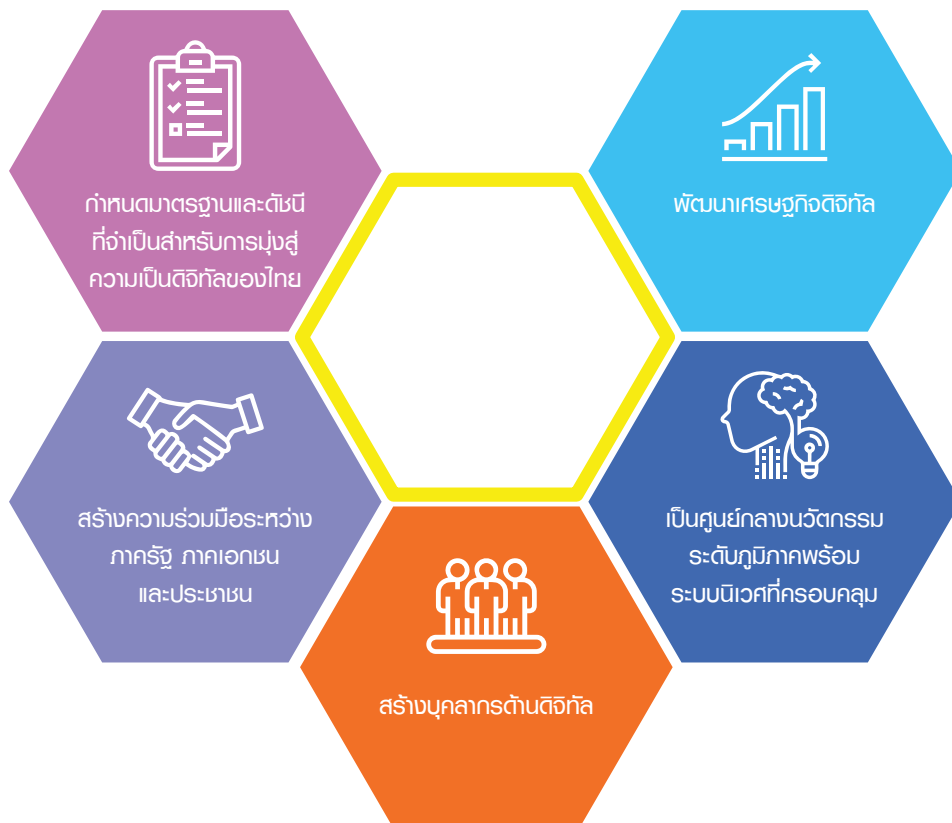 กำหนดมาตรฐานและดัชนี
ที่จำเป็นสำหรับการมุ่งสู่
ความเป็นดิจิทัลของไทย
พัฒนาเศรษฐกิจดิจิทัล
สร้างความร่วมมือระหว่าง
ภาครัฐ ภาคเอกชน
และประชาชน
เป็นศูนย์กลางนวัตกรรม
ระดับภูมิภาคพร้อม
ระบบนิเวศที่ครอบคลุม
สร้างบุคลากรด้านดิจิทัล